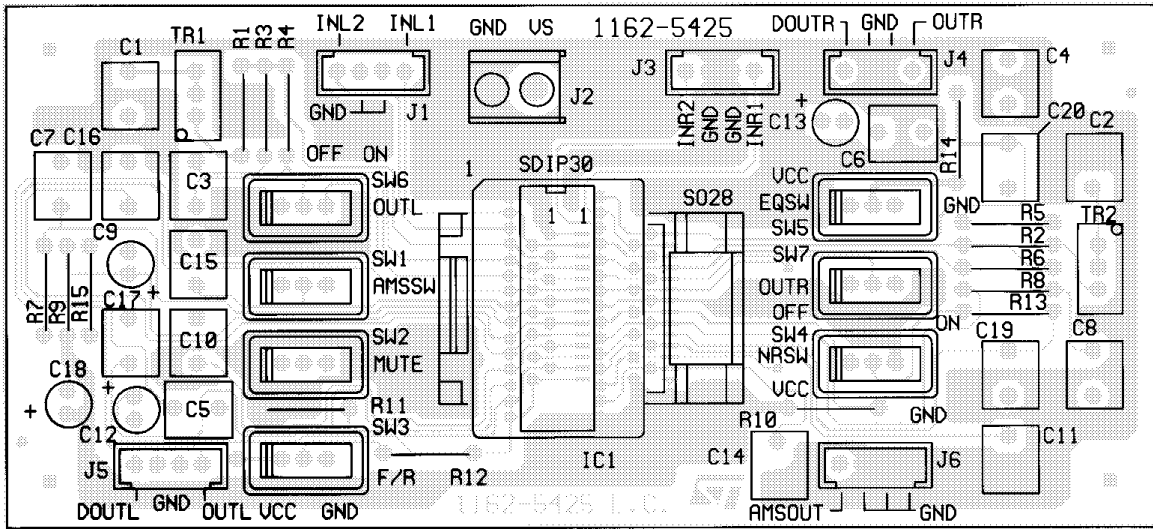 INL2 INL1 GND VS 1162-5425 DOUTR GND OUTR
C1 TR1 R1 R3 R4
J3 J4 C4
J1 J2
GND
INR2 GND GND INR1
C13 + C6 R14 C20 C2
C7 C16
OFF ON
SDIP30
1
C3 SW6 OUTL
1 1
SO28
VCC EQSW SW5 GND
R5 TR2
R2
C9 C15 SW1 AMSSW
SW7 OUTR OFF
R6
R8
R13
R7 R9 R15 C17 +
ON
C10 SW2 MUTE
SW4 NRSW VCC
C19 C8
C18 + +
C12 C5 R11
SW3
R10 GND
J5 F/R R12
IC1
C14 J6 C11
DOUTL GND OUTL VCC GND
1162-5425 L.C. ST
AMSOUT GND